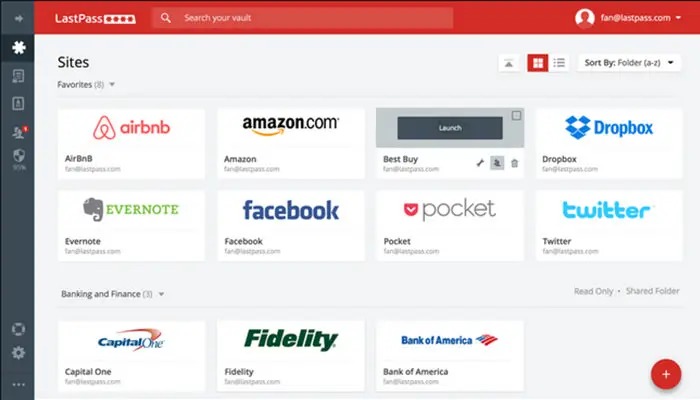 LastPass
Search your vault
fan@lastpass.com
Sites
Sort By: Folder (a-z)
Favorites (8)
airbnb
amazon.com
Launch
Dropbox
AirBnB
fan@lastpass.com
Amazon
fan@lastpass.com
Best Buy
fan@lastpass.com
Dropbox
fan@lastpass.com
95%
EVERNOTE
facebook
pocket
twitter
Evernote
fan@lastpass.com
Facebook
fan@lastpass.com
Pocket
fan@lastpass.com
Twitter
fan@lastpass.com
Banking and Finance (3)
Read Only • Shared Folder
Capital One
Fidelity
Bank of America
Capital One
fan@lastpass.com
Fidelity
fan@lastpass.com
Bank of America
fan@lastpass.com